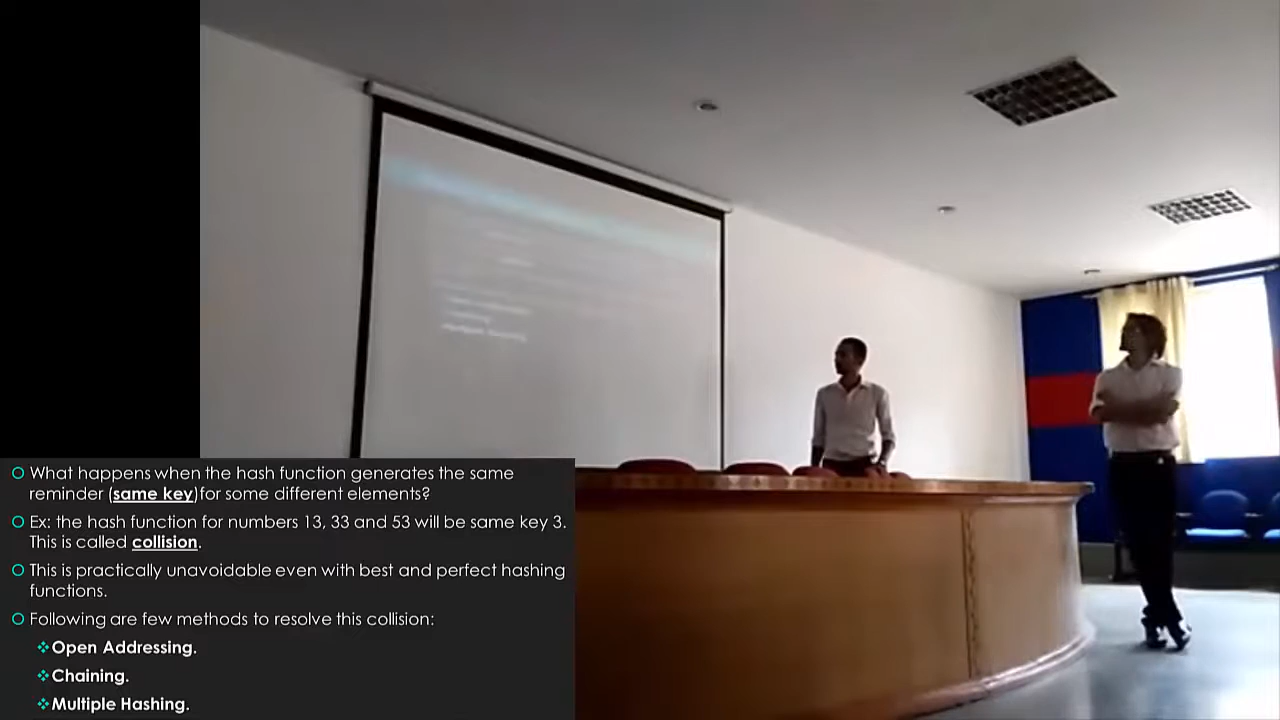 What happens when the hash function generates the same
reminder (same key)for some different elements?
Ex: the hash function for numbers 13, 33 and 53 will be same key 3.
This is called collision.
This is practically unavoidable even with best and perfect hashing
functions.
Following are few methods to resolve this collision:
Open Addressing.
Chaining.
Multiple Hashing.